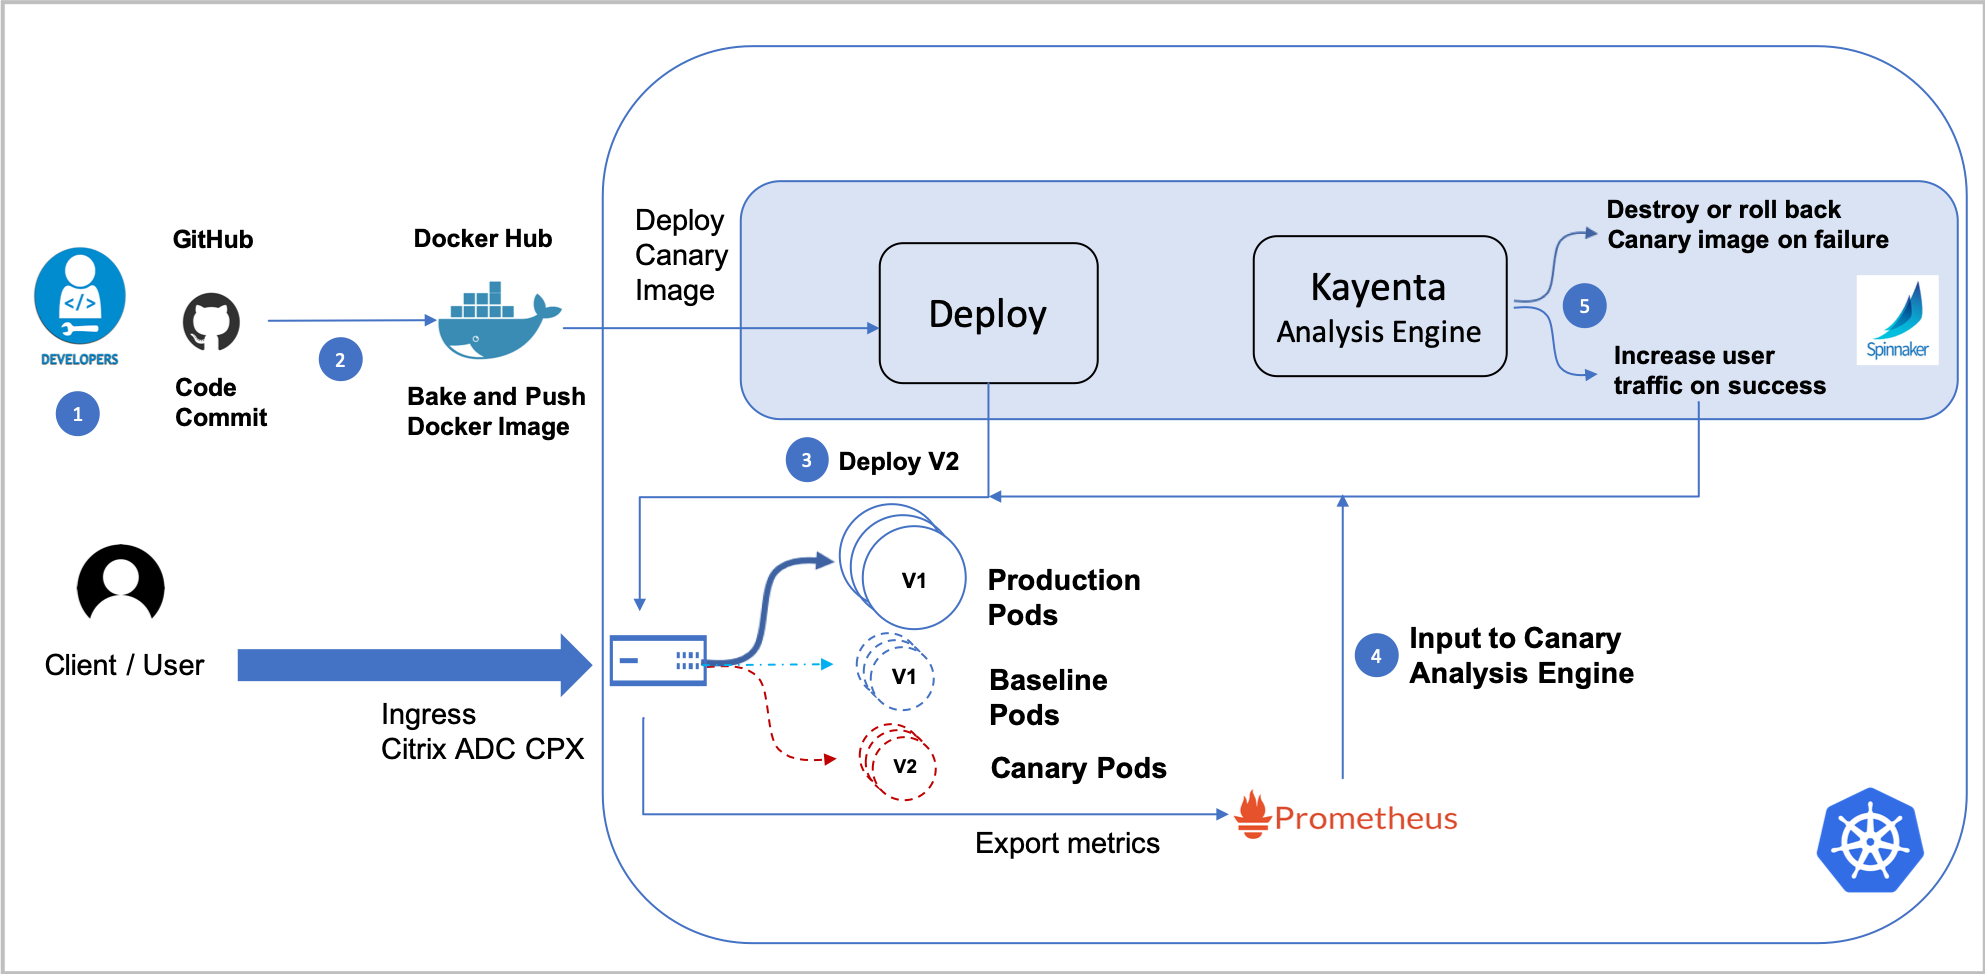 GitHub
DEVELOPERS
1
Code
Commit
2
Docker Hub
Bake and Push
Docker Image
Deploy
Canary
Image
Deploy
Kayenta
Analysis Engine
5
Destroy or roll back
Canary image on failure
Increase user
traffic on success
Spinnaker
3
Deploy V2
Client / User
Ingress
Citrix ADC CPX
V1
Production
Pods
V1
Baseline
Pods
V2
Canary Pods
4
Input to Canary
Analysis Engine
Export metrics
Prometheus